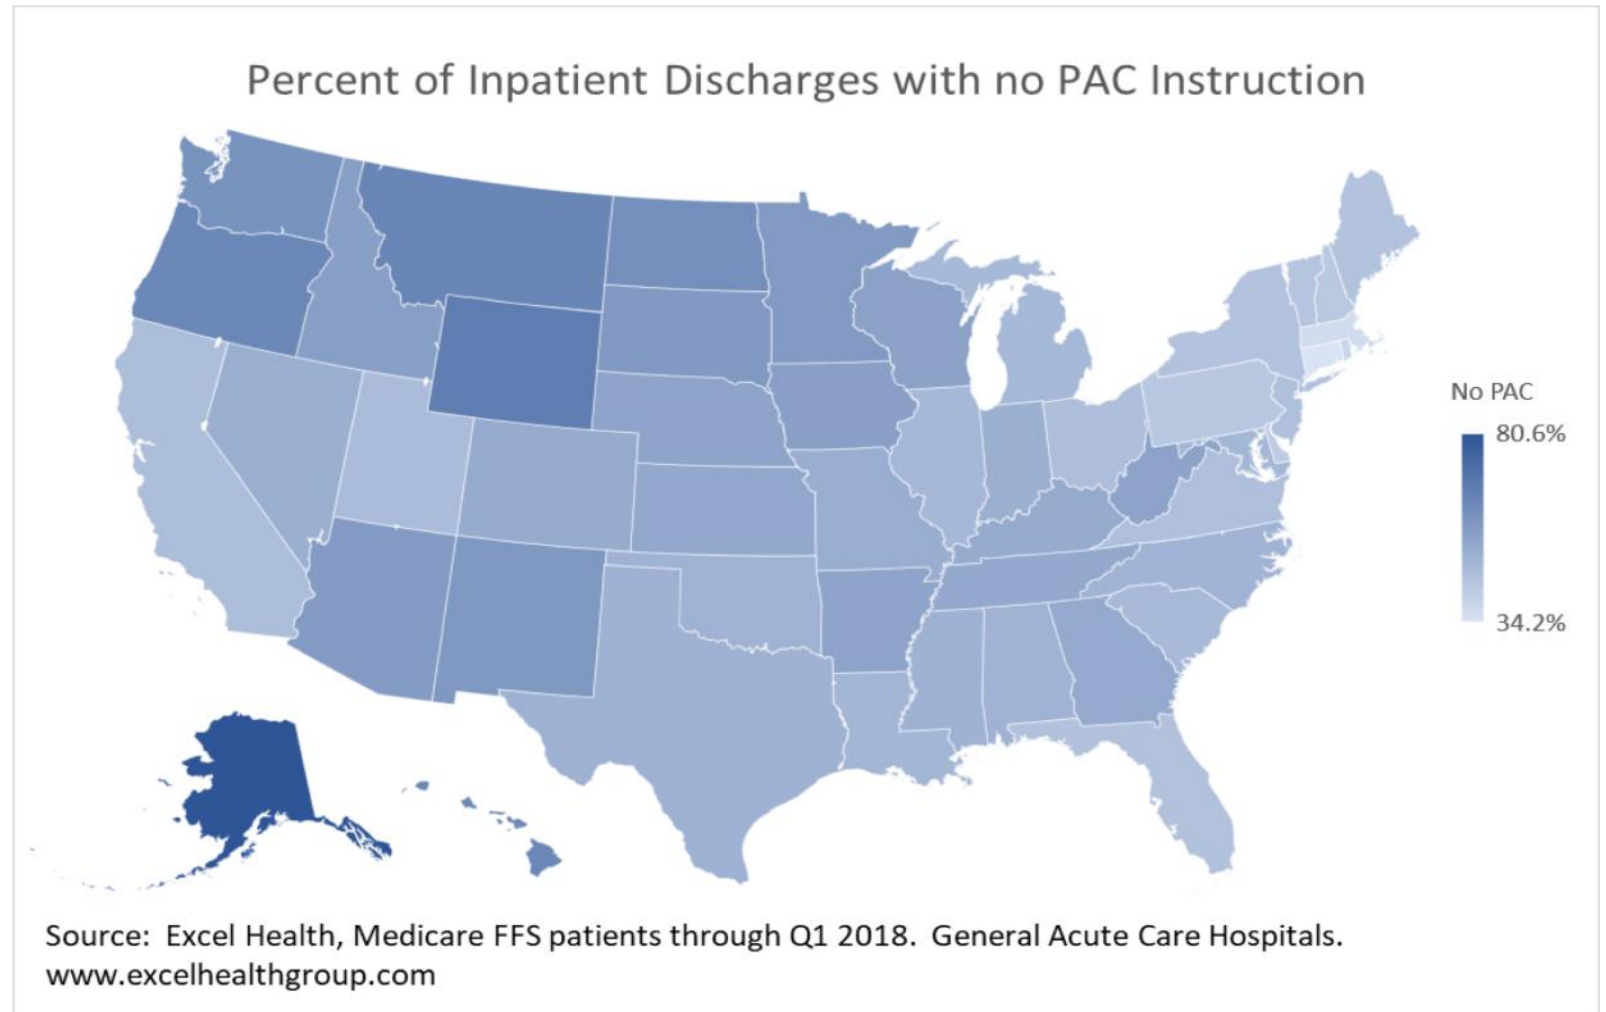 Percent of Inpatient Discharges with no PAC Instruction
No PAC
80.6%
34.2%
Source:  Excel Health, Medicare FFS patients through Q1 2018.  General Acute Care Hospitals.
www.excelhealthgroup.com